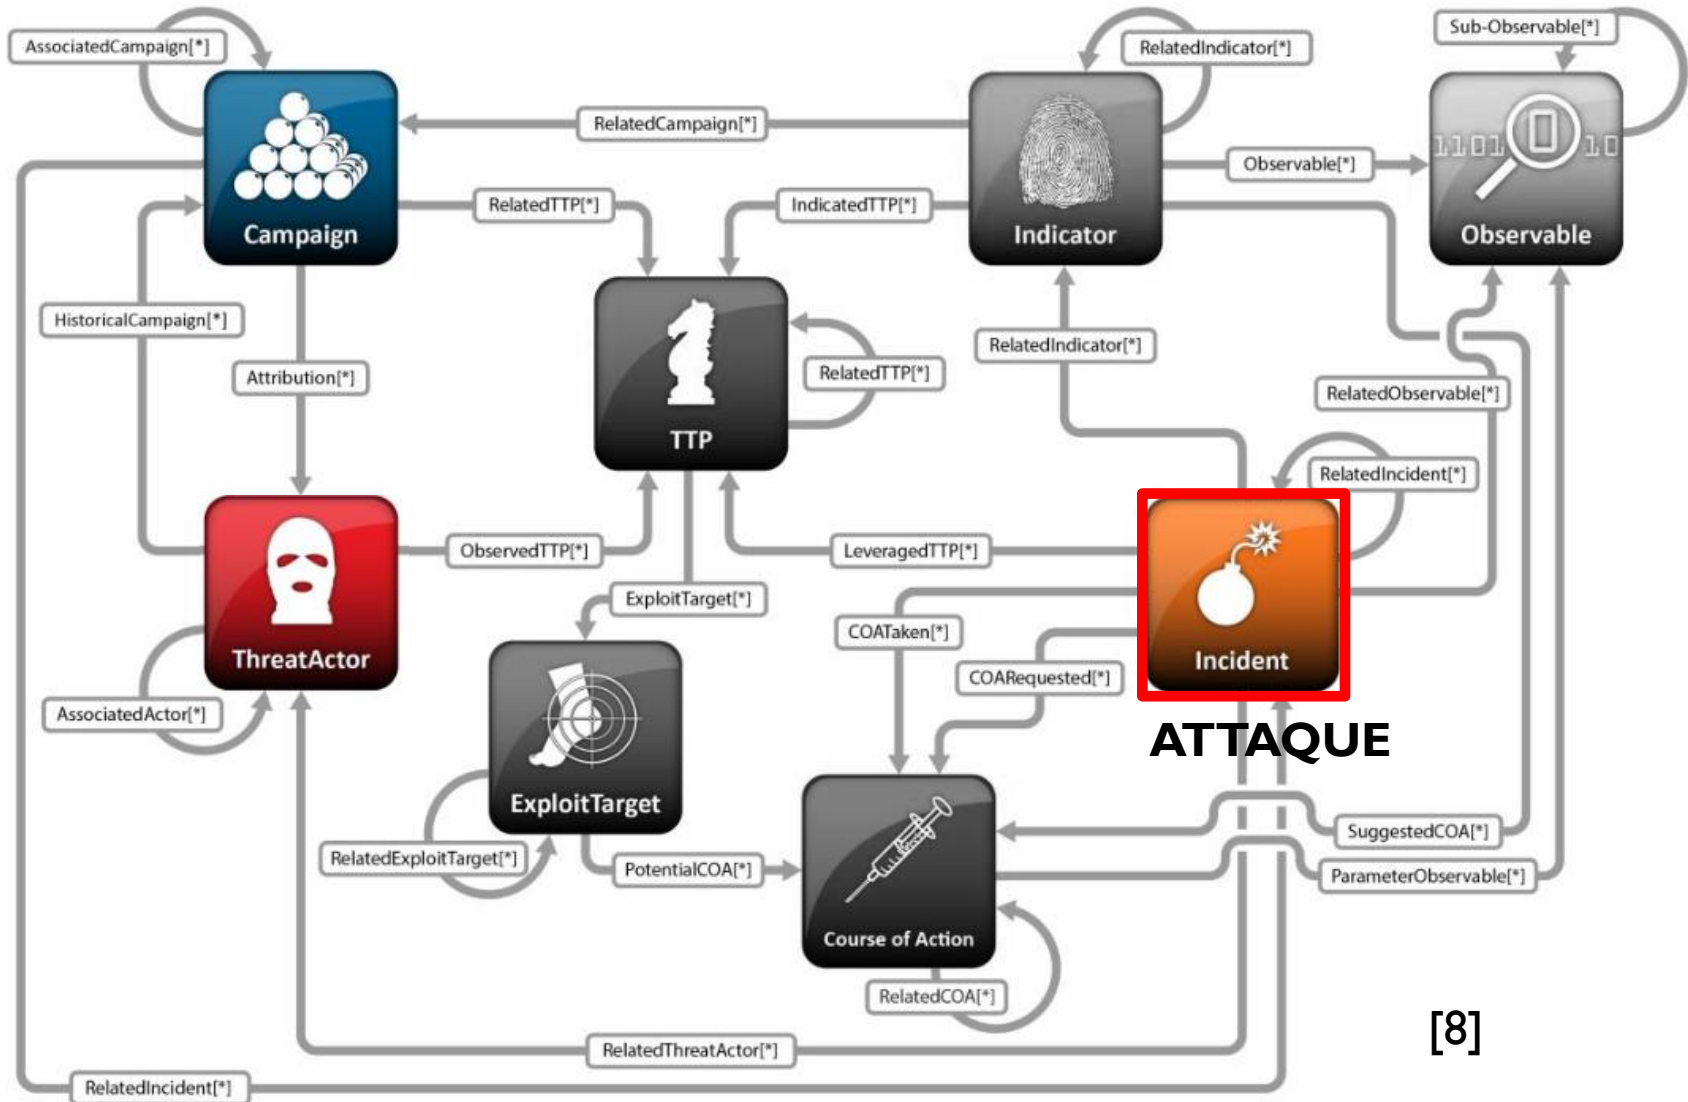 AssociatedCampaign[*]
RelatedIndicator[*]
Sub-Observable[*]
RelatedCampaign[*]
Observable[*]
RelatedTTP[*]
IndicatedTTP[*]
Campaign
Indicator
Observable
1101 0 10
HistoricalCampaign[*]
RelatedIndicator[*]
Attribution[*]
RelatedTTP[*]
RelatedObservable[*]
TTP
RelatedIncident[*]
ObservedTTP[*]
LeveragedTTP[*]
ExploitTarget[*]
COATaken[*]
ThreatActor
Incident
COARequested[*]
AssociatedActor[*]
ATTAQUE
ExploitTarget
SuggestedCOA[*]
RelatedExploitTarget[*]
PotentialCOA[*]
ParameterObservable[*]
Course of Action
RelatedCOA[*]
[8]
RelatedThreatActor[*]
RelatedIncident[*]